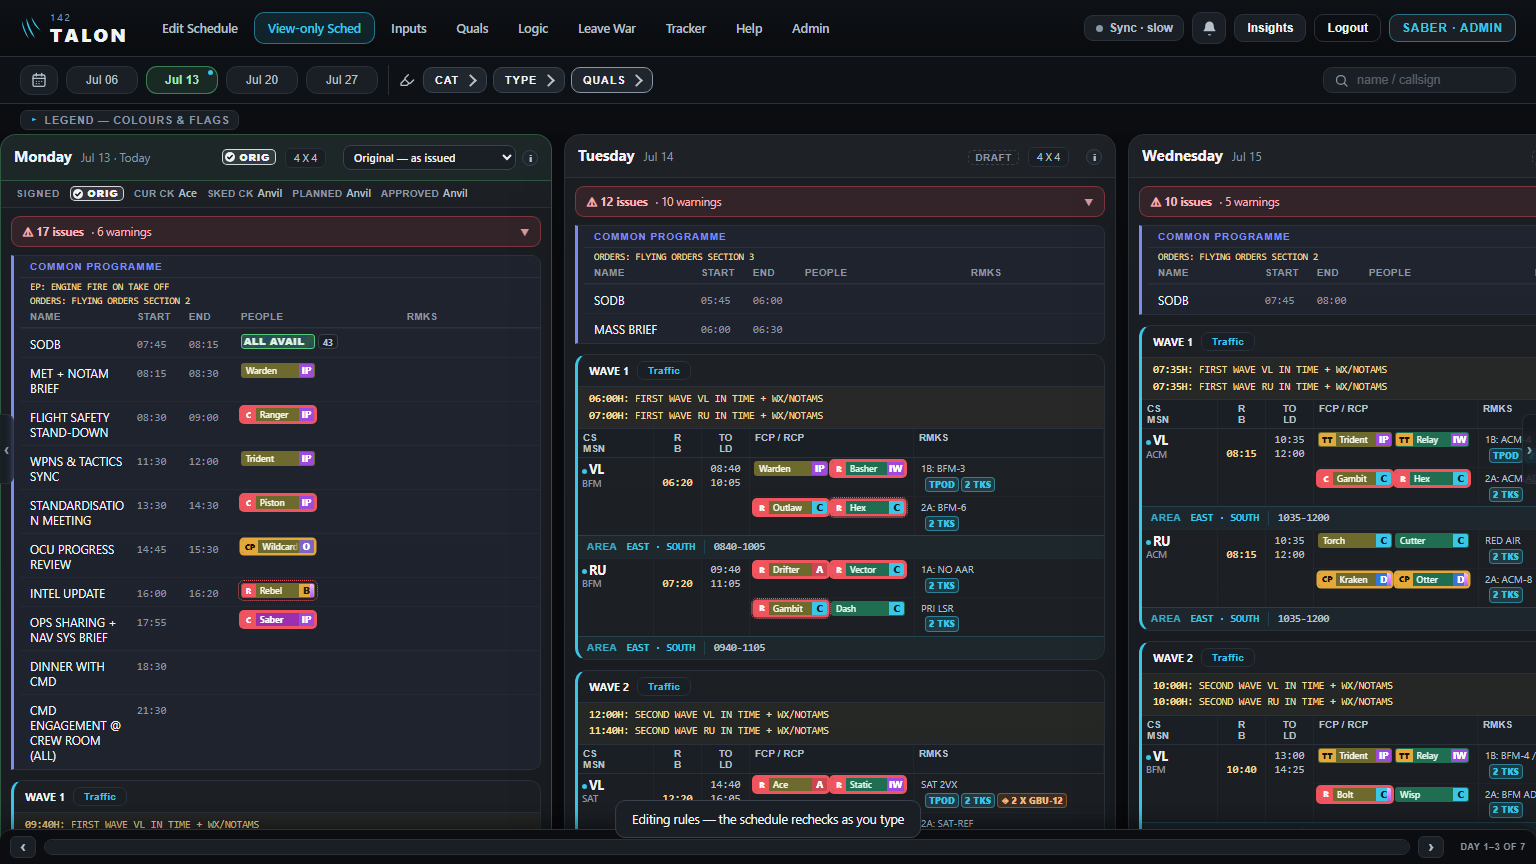 142
TALON
Edit Schedule
View-only Sched
Inputs
Quals
Logic
Leave War
Tracker
Help
Admin
Sync · slow
Insights
Logout
SABER · ADMIN
Jul 06
Jul 13
Jul 20
Jul 27
CAT
TYPE
QUALS
name / callsign
LEGEND — COLOURS & FLAGS
Monday Jul 13 · Today
ORIG
4 X 4
Original — as issued
i
SIGNED ORIG CUR CK Ace SKED CK Anvil PLANNED Anvil APPROVED Anvil
17 issues · 6 warnings
COMMON PROGRAMME
EP: ENGINE FIRE ON TAKE OFF
ORDERS: FLYING ORDERS SECTION 2
NAME START END PEOPLE RMKS
SODB 07:45 08:15 ALL AVAIL 43
MET + NOTAM BRIEF 08:15 08:30 Warden IP
FLIGHT SAFETY STAND-DOWN 08:30 09:00 C Ranger IP
WPNS & TACTICS SYNC 11:30 12:00 Trident IP
STANDARDISATIO
N MEETING 13:30 14:30 C Piston IP
OCU PROGRESS REVIEW 14:45 15:30 CP Wildcard O
INTEL UPDATE 16:00 16:20 R Rebel B
OPS SHARING + NAV SYS BRIEF 17:55 C Saber IP
DINNER WITH CMD 18:30
CMD ENGAGEMENT @ CREW ROOM (ALL) 21:30
WAVE 1 Traffic
09:40H: FIRST WAVE VL IN TIME + WX/NOTAMS
Tuesday Jul 14
DRAFT
4 X 4
i
12 issues · 10 warnings
COMMON PROGRAMME
ORDERS: FLYING ORDERS SECTION 3
NAME START END PEOPLE RMKS
SODB 05:45 06:00
MASS BRIEF 06:00 06:30
WAVE 1 Traffic
06:00H: FIRST WAVE VL IN TIME + WX/NOTAMS
07:00H: FIRST WAVE RU IN TIME + WX/NOTAMS
CS R TO FCP / RCP RMKS
MSN B LD
VL 08:40 Warden IP R Basher IW 1B: BFM-3
BFM 06:20 10:05 TPOD 2 TKS
R Outlaw C R Hex C 2A: BFM-6
2 TKS
AREA EAST · SOUTH 0840-1005
RU 09:40 R Drifter A R Vector C 1A: NO AAR
BFM 07:20 11:05 2 TKS
R Gambit C Dash C PRI LSR
2 TKS
AREA EAST · SOUTH 0940-1105
WAVE 2 Traffic
12:00H: SECOND WAVE VL IN TIME + WX/NOTAMS
11:40H: SECOND WAVE RU IN TIME + WX/NOTAMS
CS R TO FCP / RCP RMKS
MSN B LD
VL 14:40 R Ace A R Static IW SAT 2VX
SAT 12:20 16:05 TPOD 2 TKS 2 X GBU-12
2A: SAT-REF
Wednesday Jul 15
10 issues · 5 warnings
COMMON PROGRAMME
ORDERS: FLYING ORDERS SECTION 2
NAME START END PEOPLE
SODB 07:45 08:00
WAVE 1 Traffic
07:35H: FIRST WAVE VL IN TIME + WX/NOTAMS
07:35H: FIRST WAVE RU IN TIME + WX/NOTAMS
CS R TO FCP / RCP RMKS
MSN B LD
VL 10:35 TT Trident IP TT Relay IW 1B: ACM
ACM 08:15 12:00 TPOD
C Gambit C R Hex C 2A: ACM
2 TKS
AREA EAST · SOUTH 1035-1200
RU 10:35 Torch C Cutter C RED AIR
ACM 08:15 12:00 2 TKS
CP Kraken D CP Otter D 2A: ACM-8
2 TKS
AREA EAST · SOUTH 1035-1200
WAVE 2 Traffic
10:00H: SECOND WAVE VL IN TIME + WX/NOTAMS
10:00H: SECOND WAVE RU IN TIME + WX/NOTAMS
CS R TO FCP / RCP RMKS
MSN B LD
VL 13:00 TT Trident IP TT Relay IW 1B: BFM-4 /
BFM 10:40 14:25 2 TKS
R Bolt C Wisp C 2A: BFM AD
2 TKS
Editing rules — the schedule rechecks as you type
DAY 1–3 OF 7